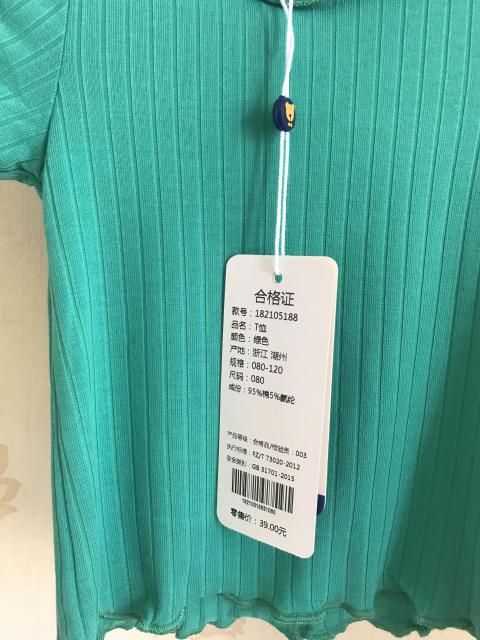 合格证
款号：182105188
品名：T恤
颜色：绿色
产地：浙江 湖州
规格：080-120
尺码：080
成份：95%棉5%氨纶
产品等级：合格品/检验员：003
执行标准：FZ/T 73020-2012
安全类别：GB 31701-2015
零售价：39.00元